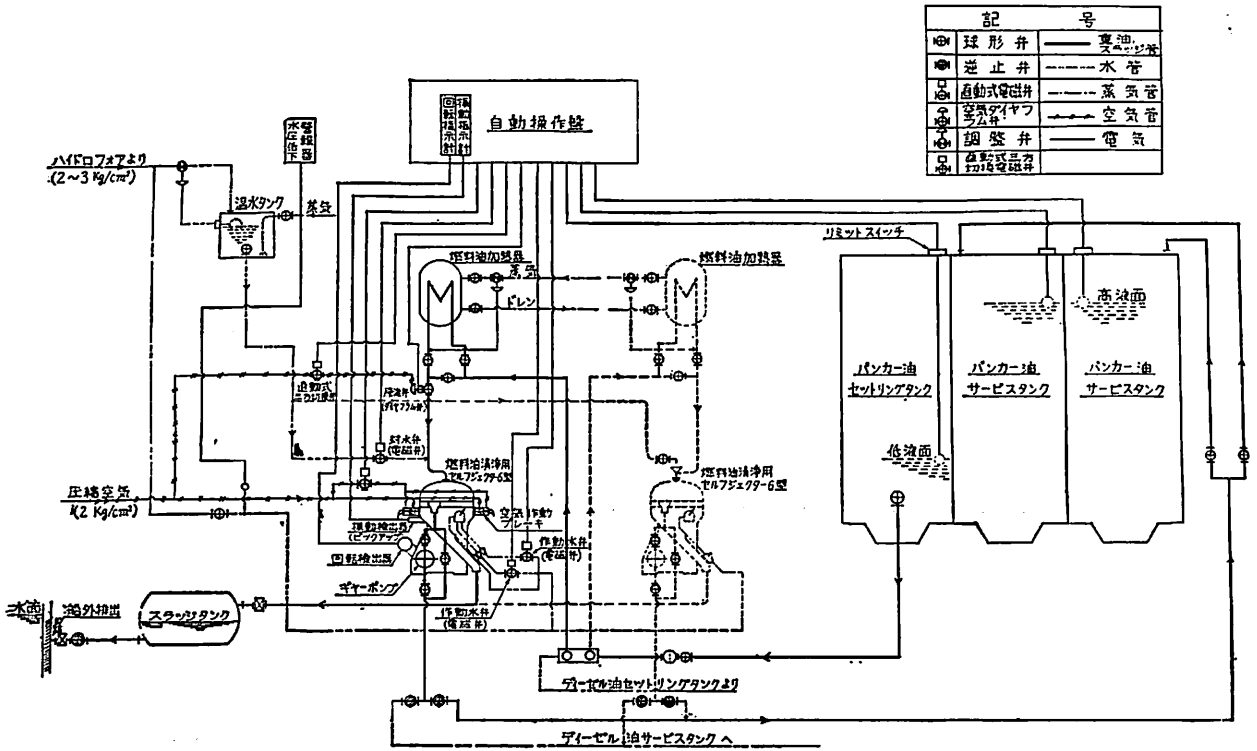 記 号
球形弁
重油、スラッジ管
逆止弁
水管
直動式電磁弁
蒸気管
空気ダイヤフラム弁
空気管
調整弁
電気
直動式三方
切換電磁弁
回転指示計
振動指示計
自動操作盤
水圧低下
警報器
ハイドロフォアより
(2~3 Kg/cm²)
温水タンク
蒸気
リミットスイッチ
燃料油加熱器
蒸気
ドレン
燃料油加熱器
高液面
バンカー油
セットリングタンク
バンカー油
サービスタンク
バンカー油
サービスタンク
直動式
(ダイヤフラム弁)
封水弁
(電磁弁)
低液面
燃料油清浄用
セルフジェクター6型
燃料油清浄用
セルフジェクター6型
圧縮空気
振動検出器
(ピックアップ)
空気作動
ブレーキ
回転検出器
作動水弁
(電磁弁)
ギヤーポンプ
作動水弁
(電磁弁)
水面
船外排出
スラッジタンク
ディーゼル油セットリングタンクより
ディーゼル油サービスタンクへ